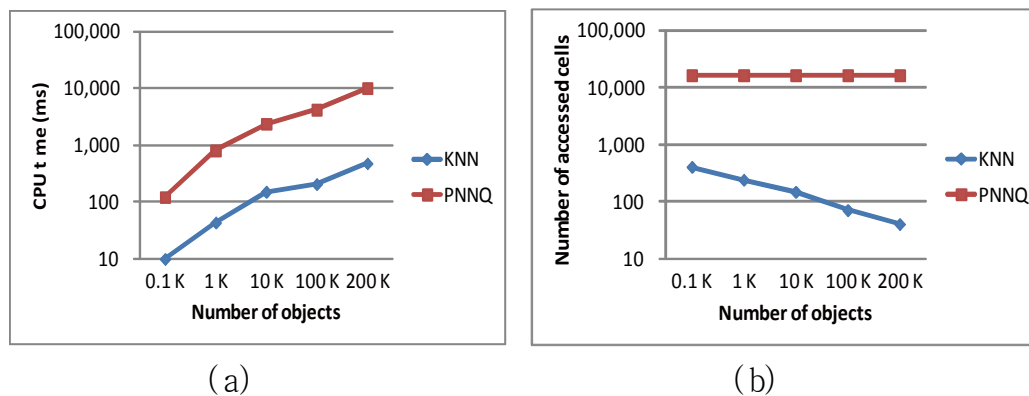 100,000
10,000
1,000
100
10
CPU t me (ms)
0.1 K 1 K 10 K 100 K 200 K
Number of objects
KNN
PNNQ
(a)
100,000
10,000
1,000
100
10
Number of accessed cells
0.1 K 1 K 10 K 100 K 200 K
Number of objects
KNN
PNNQ
(b)